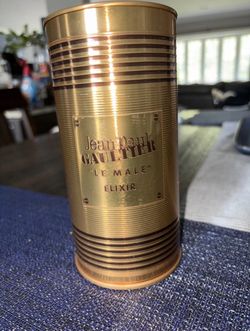 Jean Paul
GAULTIER
"LE MALE"
ELIXIR